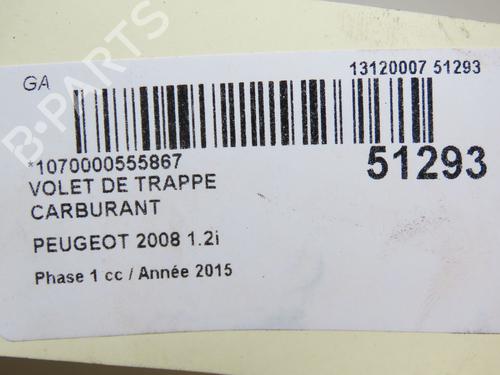 GA
13120007 51293
*1070000555867
51293
VOLET DE TRAPPE
CARBURANT
PEUGEOT 2008 1.2i
Phase 1 cc / Année 2015
B-PARTS